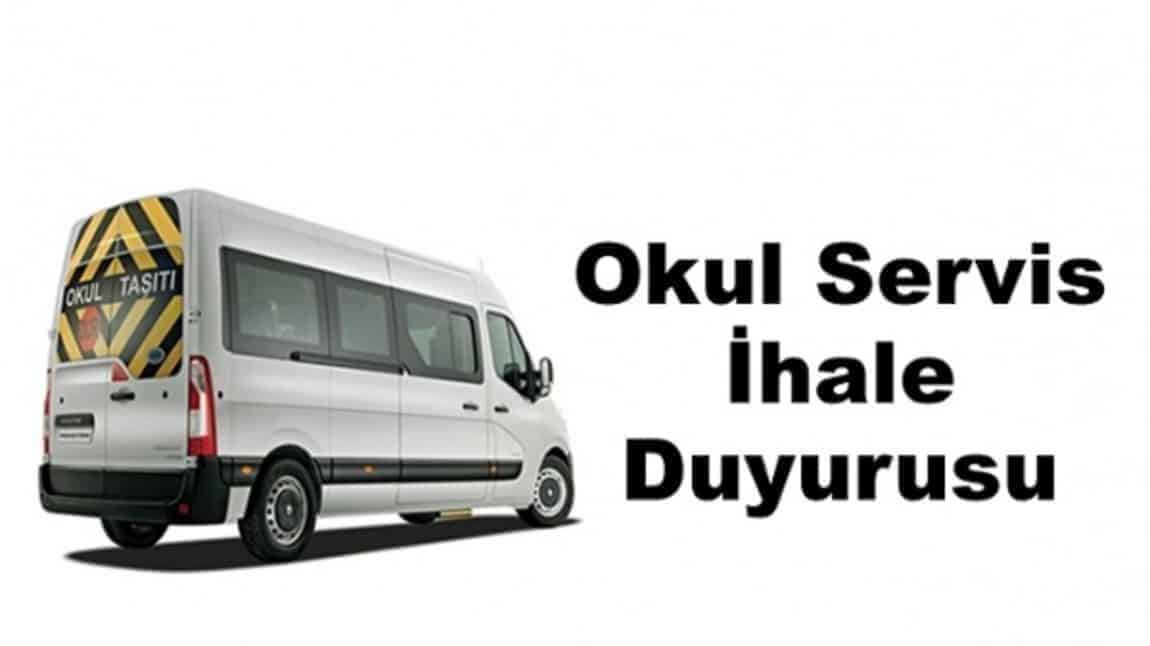 OKUL TAŞITI
Okul Servis
İhale
Duyurusu